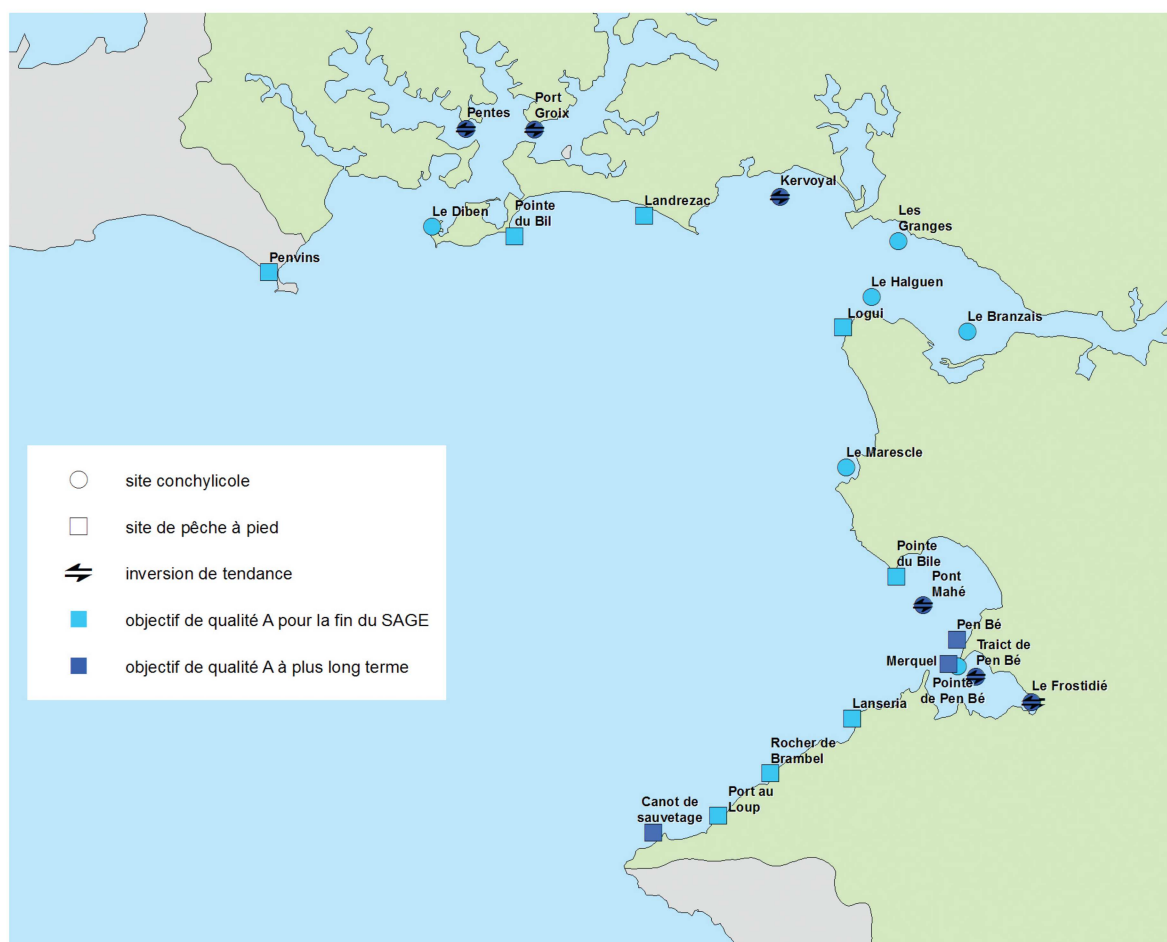 Pentes
Port
Groix
Kervoyal
Landrezac
Le Diben
Pointe
du Bil
Les
Granges
Penvins
Le Halguen
Logui
Le Branzais
Le Marescle
site conchylicole
site de pêche à pied
inversion de tendance
objectif de qualité A pour la fin du SAGE
objectif de qualité A à plus long terme
Pointe
du Bile
Pont
Mahé
Pen Bé
Traict de
Pen Bé
Merquel
Pointe
de Pen Bé
Le Frostidié
Lanseria
Rocher de
Brambel
Port au
Loup
Canot de
sauvetage